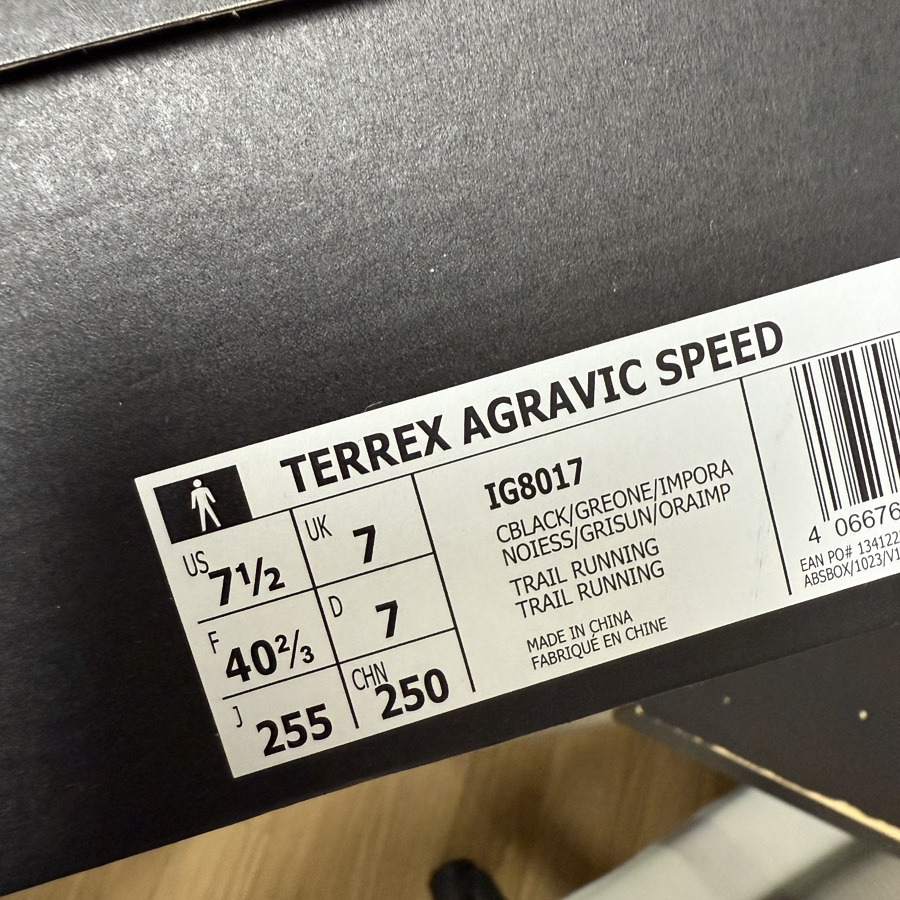 TERREX AGRAVIC SPEED
US 7½
UK 7
F 40⅔
D 7
J 255
CHN 250
IG8017
CBLACK/GREONE/IMPORA
NOIESS/GRISUN/ORAIMP
TRAIL RUNNING
TRAIL RUNNING
MADE IN CHINA
FABRIQUÉ EN CHINE
4 06676
EAN PO# 134122
ABSBOX/1023/V1